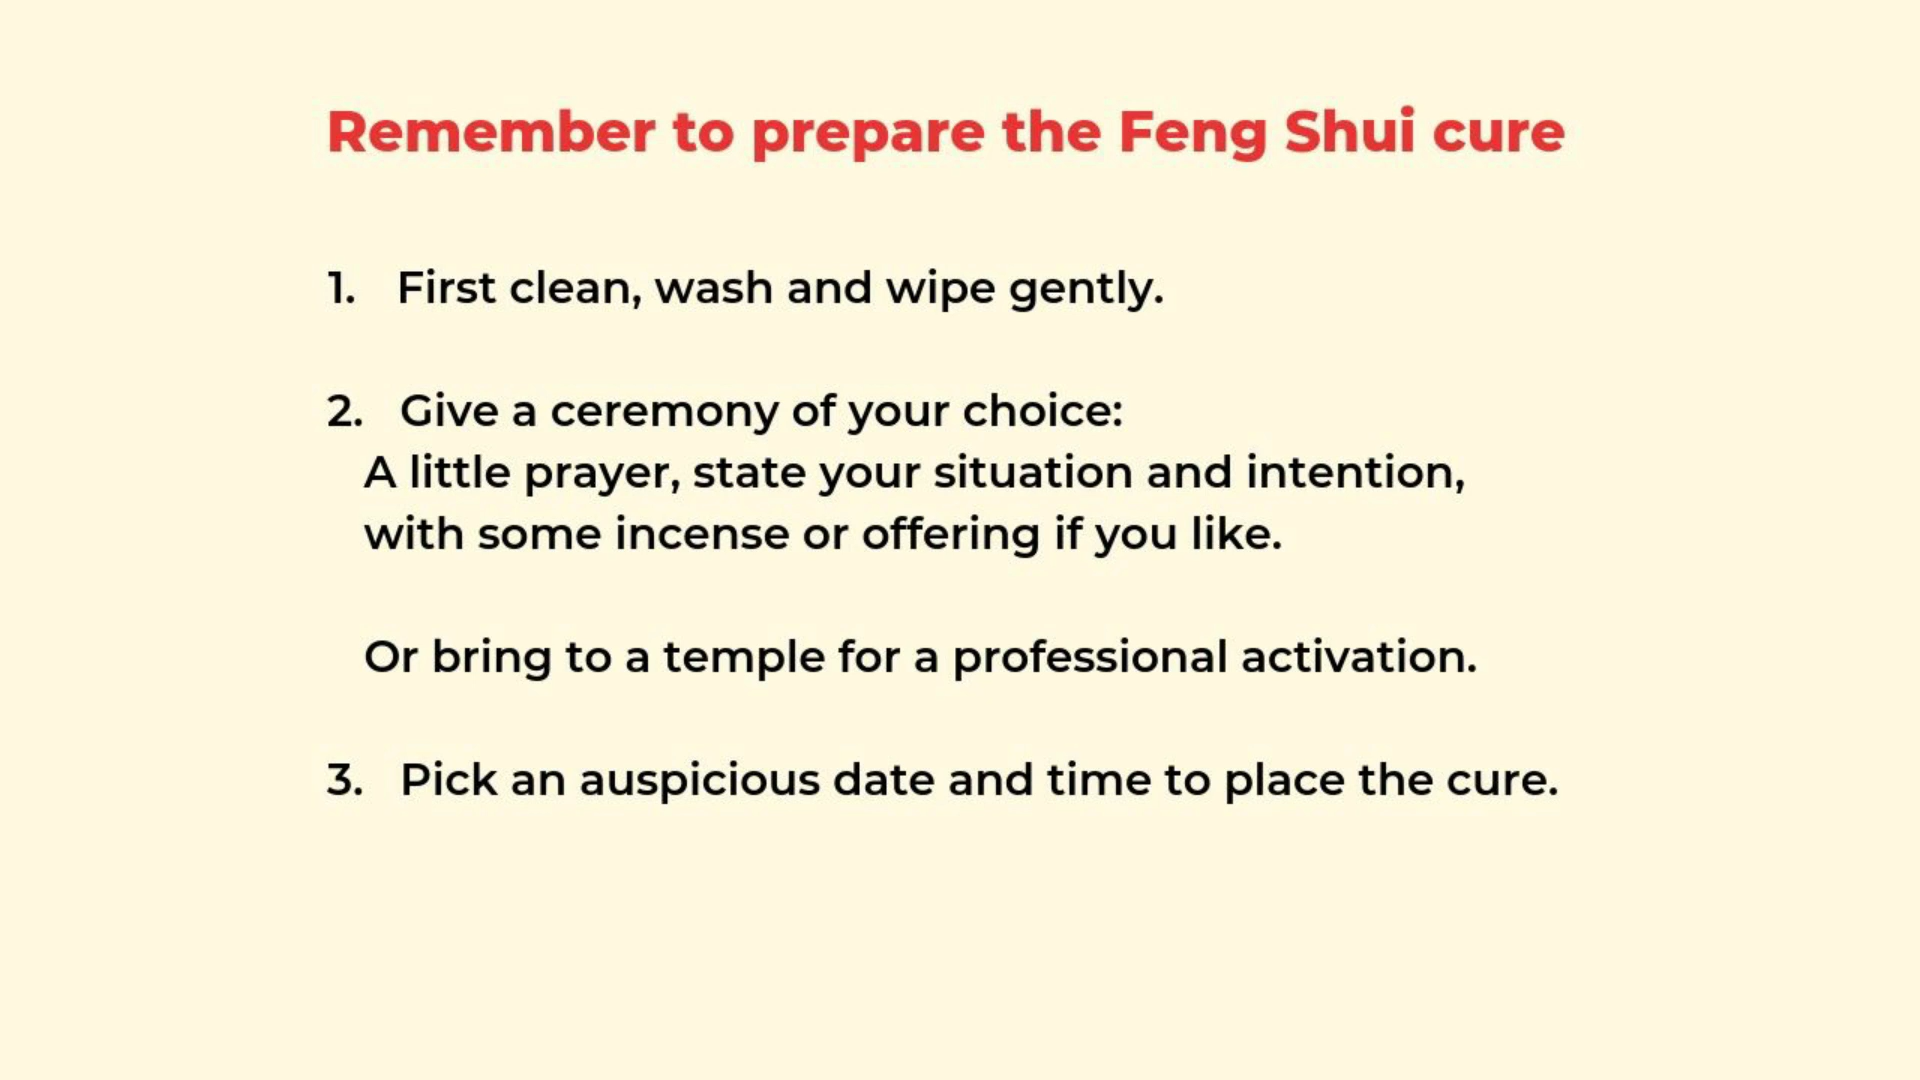 Remember to prepare the Feng Shui cure
1. First clean, wash and wipe gently.
2. Give a ceremony of your choice:
A little prayer, state your situation and intention,
with some incense or offering if you like.
Or bring to a temple for a professional activation.
3. Pick an auspicious date and time to place the cure.